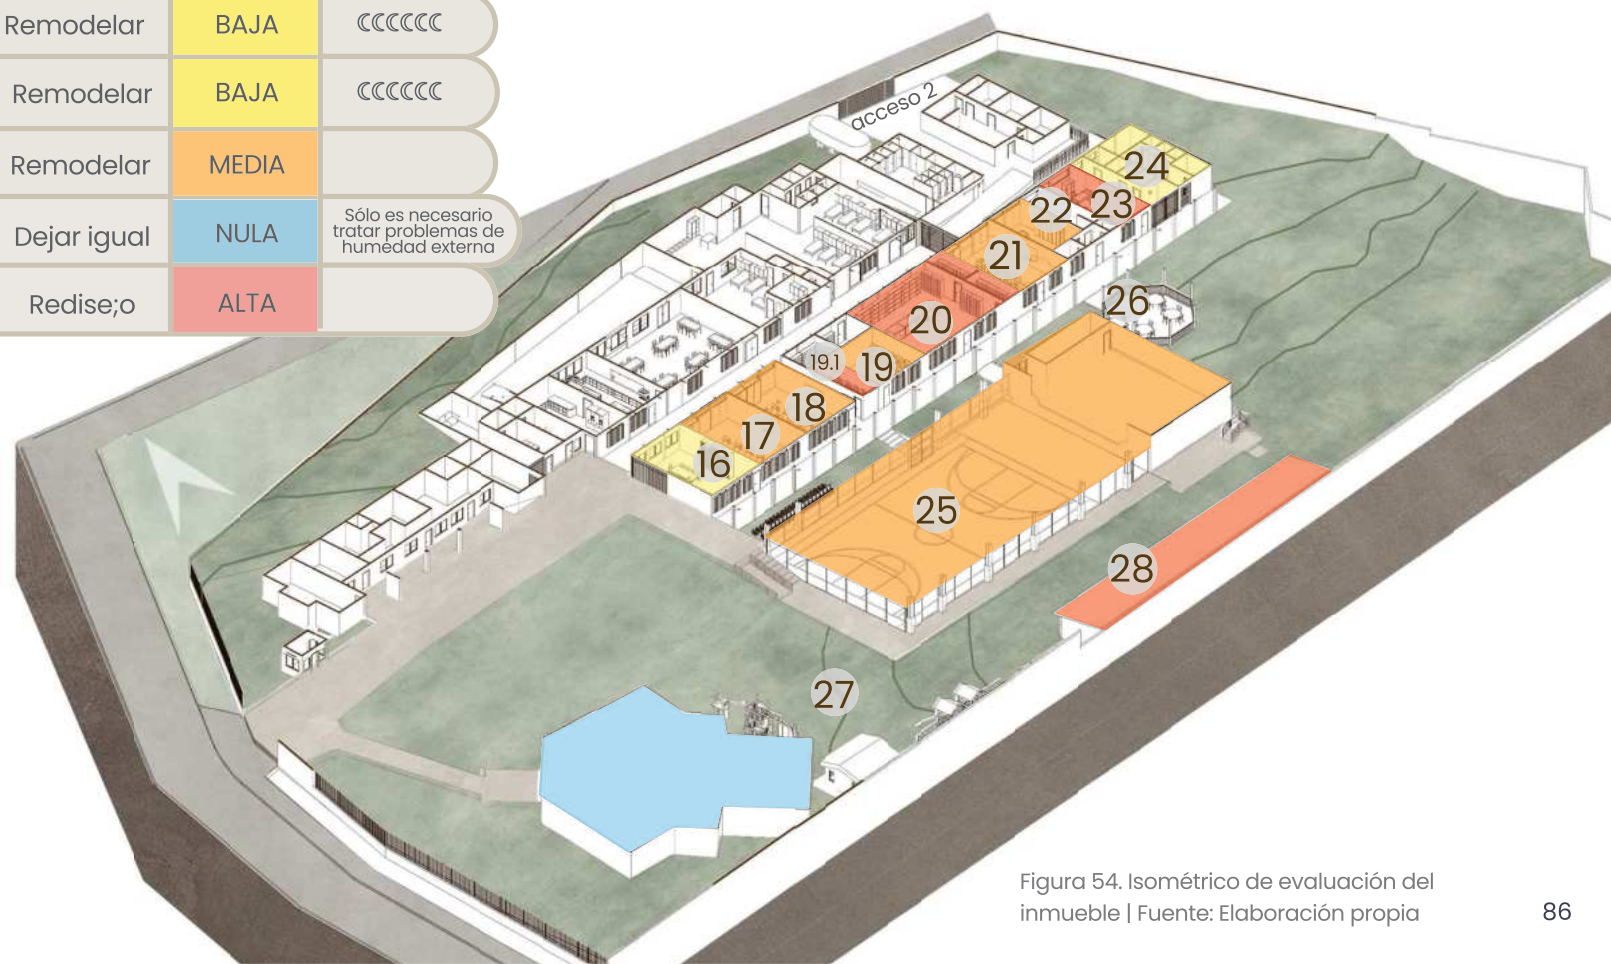 Remodelar BAJA ☾☾☾☾☾☾
Remodelar BAJA ☾☾☾☾☾☾
Remodelar MEDIA
Dejar igual NULA Sólo es necesario
tratar problemas de
humedad externa
Redise;o ALTA
acceso 2
24
23
22
21
26
20
19.1
19
18
17
16
25
28
27
Figura 54. Isométrico de evaluación del
inmueble | Fuente: Elaboración propia
86